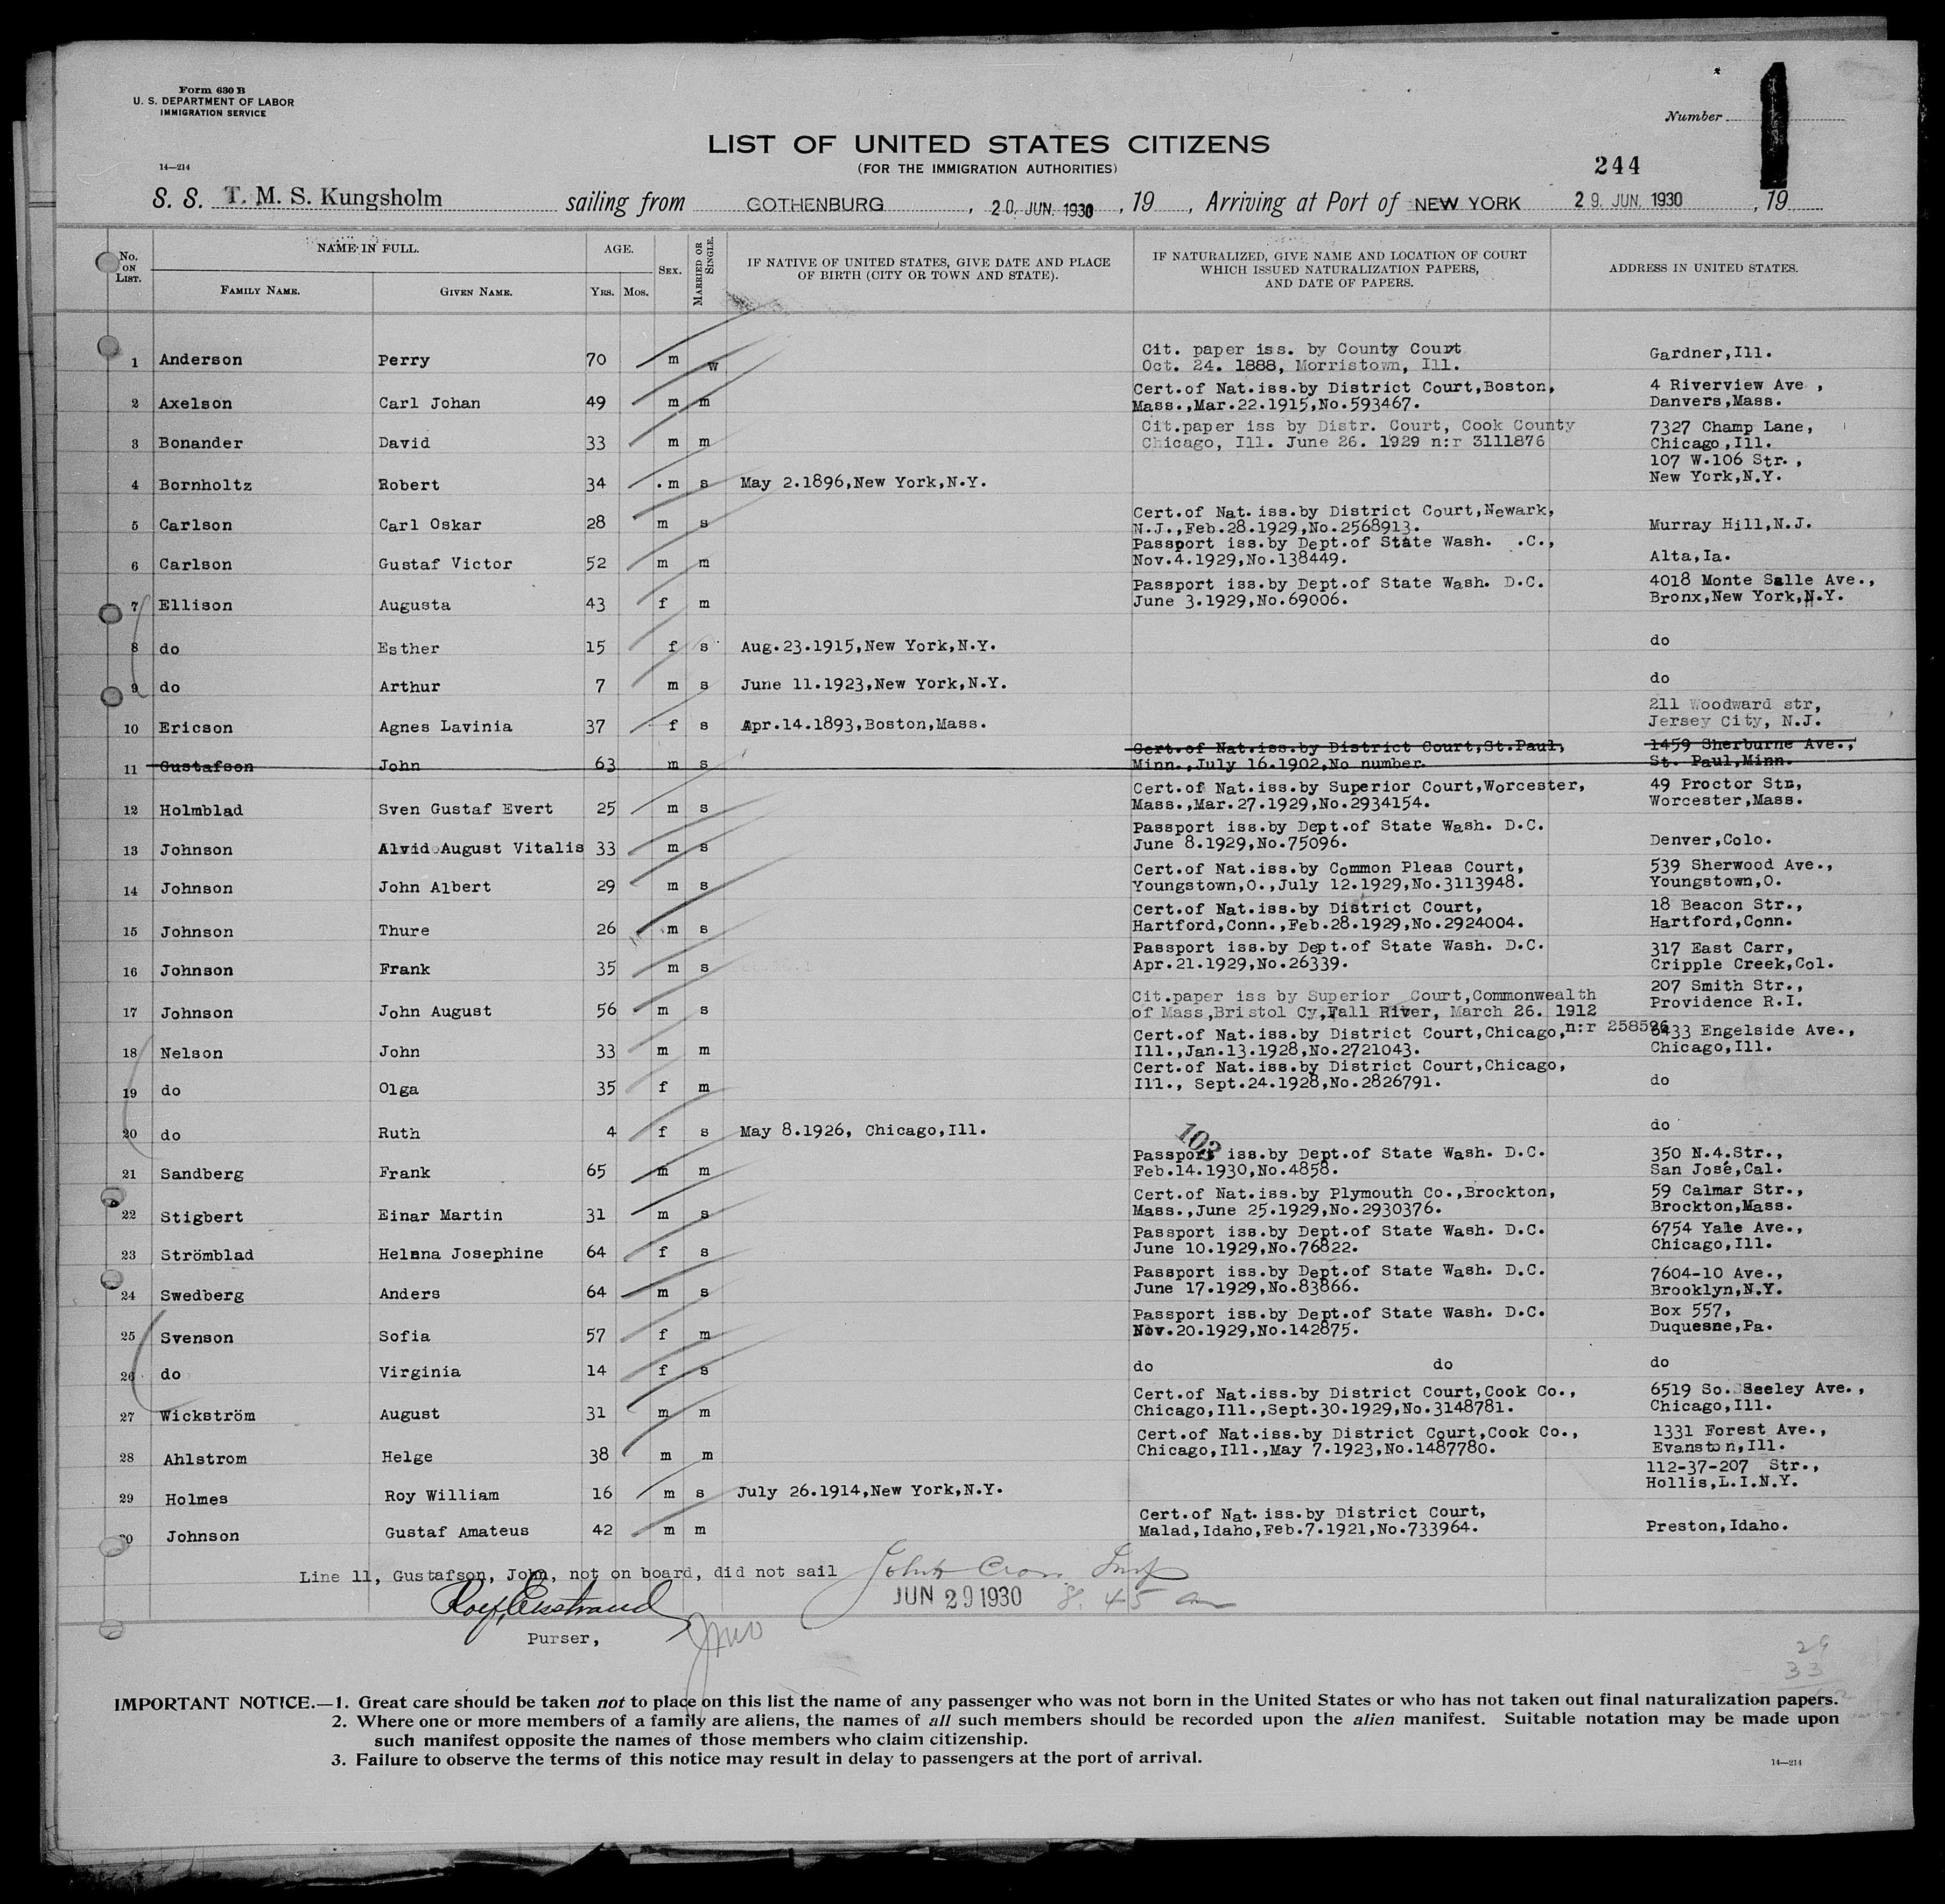 Form 630 B
U. S. DEPARTMENT OF LABOR
IMMIGRATION SERVICE
14—214
Number
LIST OF UNITED STATES CITIZENS
(FOR THE IMMIGRATION AUTHORITIES)
244
S. S. T. M. S. Kungsholm sailing from GOTHENBURG, 20. JUN. 1930, 19 , Arriving at Port of NEW YORK 29. JUN. 1930, 19
No. ON LIST. NAME IN FULL. FAMILY NAME. GIVEN NAME. AGE. YRS. MOS. SEX. MARRIED OR SINGLE. IF NATIVE OF UNITED STATES, GIVE DATE AND PLACE OF BIRTH (CITY OR TOWN AND STATE). IF NATURALIZED, GIVE NAME AND LOCATION OF COURT WHICH ISSUED NATURALIZATION PAPERS, AND DATE OF PAPERS. ADDRESS IN UNITED STATES.
1 Anderson Perry 70 m w Cit. paper iss. by County Court Oct. 24. 1888, Morristown, Ill. Gardner,Ill.
2 Axelson Carl Johan 49 m m Cert.of Nat.iss.by District Court,Boston, Mass.,Mar.22.1915,No.593467. 4 Riverview Ave , Danvers,Mass.
3 Bonander David 33 m m Cit.paper iss by Distr. Court, Cook County Chicago, Ill. June 26. 1929 n:r 3111876 7327 Champ Lane, Chicago,Ill.
4 Bornholtz Robert 34 m s May 2.1896,New York,N.Y. 107 W.106 Str., New York,N.Y.
5 Carlson Carl Oskar 28 m s Cert.of Nat.iss.by District Court,Newark, N.J.,Feb.28.1929,No.2568913. Murray Hill,N.J.
6 Carlson Gustaf Victor 52 m m Passport iss.by Dept.of State Wash. .C., Nov.4.1929,No.138449. Alta,Ia.
7 Ellison Augusta 43 f m Passport iss.by Dept.of State Wash. D.C. June 3.1929,No.69006. 4018 Monte Salle Ave., Bronx,New York,N.Y.
8 do Esther 15 f s Aug.23.1915,New York,N.Y. do
9 do Arthur 7 m s June 11.1923,New York,N.Y. do
10 Ericson Agnes Lavinia 37 f s Apr.14.1893,Boston,Mass. 211 Woodward str, Jersey City, N.J.
11 Gustafson John 63 m s Cert.of Nat.iss.by District Court,St.Paul, Minn.,July 16.1902,No number. 1459 Sherburne Ave., St. Paul,Minn.
12 Holmblad Sven Gustaf Evert 25 m s Cert.of Nat.iss.by Superior Court,Worcester, Mass.,Mar.27.1929,No.2934154. 49 Proctor Str, Worcester,Mass.
13 Johnson Alvid August Vitalis 33 m s Passport iss.by Dept.of State Wash. D.C. June 8.1929,No.75096. Denver,Colo.
14 Johnson John Albert 29 m s Cert.of Nat.iss.by Common Pleas Court, Youngstown,O.,July 12.1929,No.3113948. 539 Sherwood Ave., Youngstown,O.
15 Johnson Thure 26 m s Cert.of Nat.iss.by District Court, Hartford,Conn.,Feb.28.1929,No.2924004. 18 Beacon Str., Hartford,Conn.
16 Johnson Frank 35 m s Passport iss.by Dept.of State Wash. D.C. Apr.21.1929,No.26339. 317 East Carr, Cripple Creek,Col.
17 Johnson John August 56 m s Cit.paper iss by Superior Court,Commonwealth of Mass,Bristol Cy,Fall River, March 26. 1912 n:r 258596 207 Smith Str., Providence R.I.
18 Nelson John 33 m m Cert.of Nat.iss.by District Court,Chicago, Ill.,Jan.13.1928,No.2721043. 6433 Engelside Ave., Chicago,Ill.
19 do Olga 35 f m Cert.of Nat.iss.by District Court,Chicago, Ill., Sept.24.1928,No.2826791. do
20 do Ruth 4 f s May 8.1926, Chicago,Ill. do
103
21 Sandberg Frank 65 m m Passport iss.by Dept.of State Wash. D.C. Feb.14.1930,No.4858. 350 N.4.Str., San José,Cal.
22 Stigbert Einar Martin 31 m s Cert.of Nat.iss.by Plymouth Co.,Brockton, Mass.,June 25.1929,No.2930376. 59 Calmar Str., Brockton,Mass.
23 Strömblad Helena Josephine 64 f s Passport iss.by Dept.of State Wash. D.C. June 10.1929,No.76822. 6754 Yale Ave., Chicago,Ill.
24 Swedberg Anders 64 m s Passport iss.by Dept.of State Wash. D.C. June 17.1929,No.83866. 7604-10 Ave., Brooklyn,N.Y.
25 Svenson Sofia 57 f m Passport iss.by Dept.of State Wash. D.C. Nov.20.1929,No.142875. Box 557, Duquesne,Pa.
26 do Virginia 14 f s do do do
27 Wickström August 31 m m Cert.of Nat.iss.by District Court,Cook Co., Chicago,Ill.,Sept.30.1929,No.3148781. 6519 So. Seeley Ave., Chicago,Ill.
28 Ahlstrom Helge 38 m m Cert.of Nat.iss.by District Court,Cook Co., Chicago,Ill.,May 7.1923,No.1487780. 1331 Forest Ave., Evanston,Ill.
29 Holmes Roy William 16 m s July 26.1914,New York,N.Y. 112-37-207 Str., Hollis,L.I.N.Y.
30 Johnson Gustaf Amateus 42 m m Cert.of Nat.iss.by District Court, Malad,Idaho,Feb.7.1921,No.733964. Preston,Idaho.
Line 11, Gustafson, John, not on board, did not sail
JUN 29 1930 8.45 am
Purser,
29
33
IMPORTANT NOTICE.—1. Great care should be taken not to place on this list the name of any passenger who was not born in the United States or who has not taken out final naturalization papers.
2. Where one or more members of a family are aliens, the names of all such members should be recorded upon the alien manifest. Suitable notation may be made upon
such manifest opposite the names of those members who claim citizenship.
3. Failure to observe the terms of this notice may result in delay to passengers at the port of arrival.
14—214